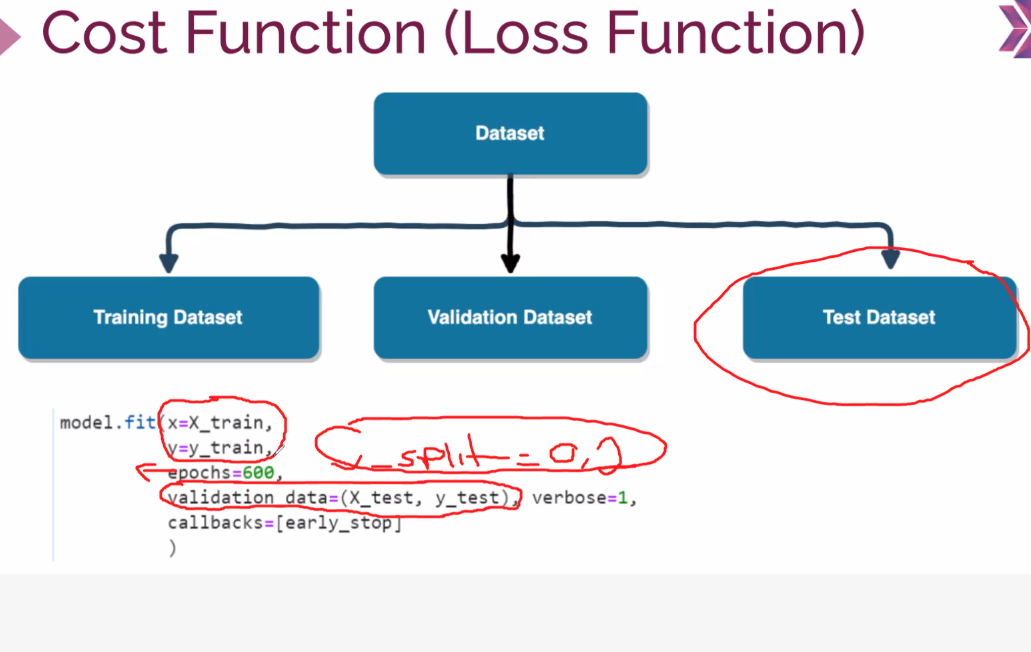 Cost Function (Loss Function)
Dataset
Training Dataset
Validation Dataset
Test Dataset
model.fit(x=X_train,
y=y_train,
_split = 0,2
epochs=600,
validation_data=(X_test, y_test), verbose=1,
callbacks=[early_stop]
)